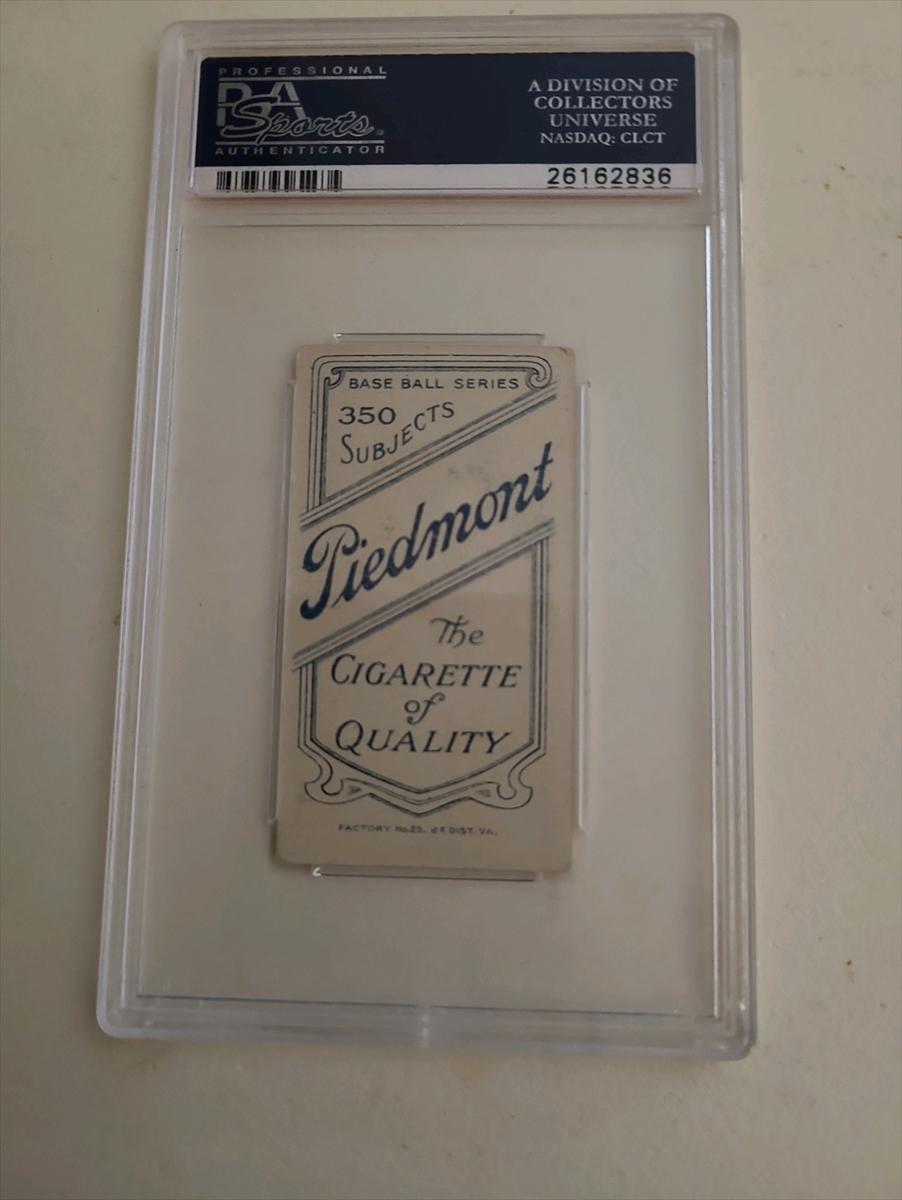 PROFESSIONAL
PSA
Sports
AUTHENTICATOR
A DIVISION OF
COLLECTORS
UNIVERSE
NASDAQ: CLCT
26162836
BASE BALL SERIES
350
SUBJECTS
Piedmont
The
CIGARETTE
of
QUALITY
FACTORY No.25. 2d DIST. VA.